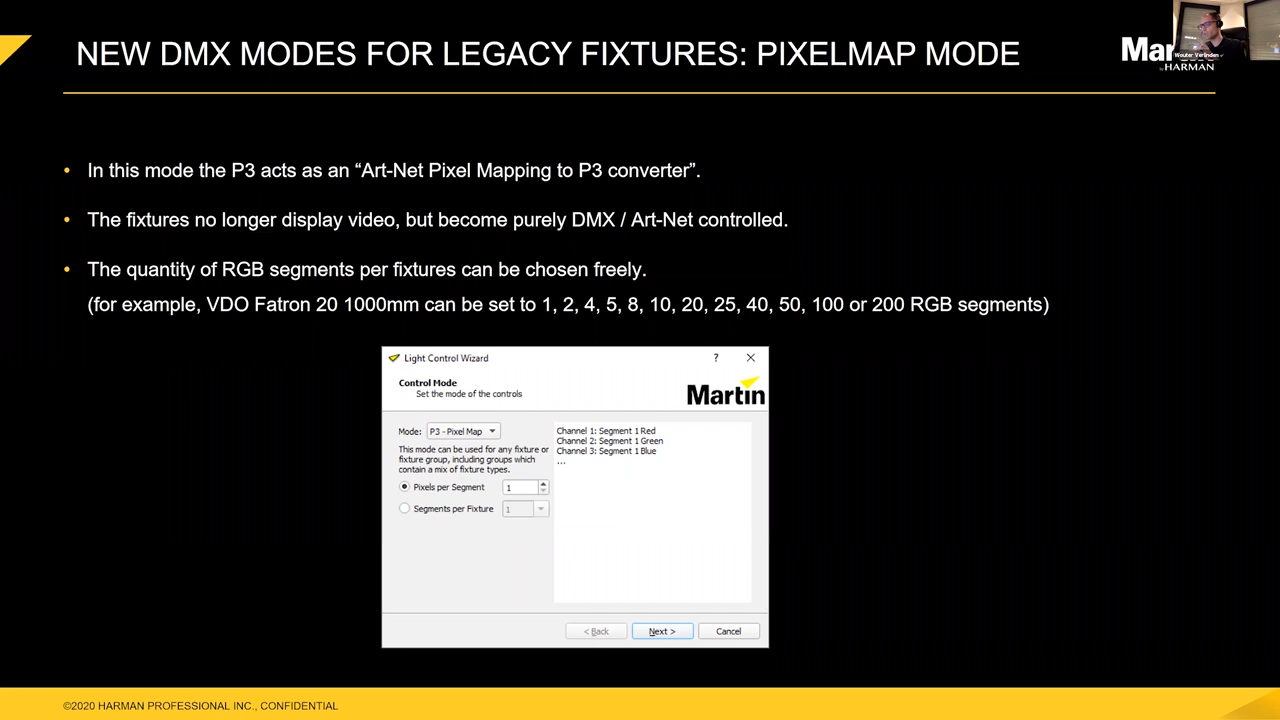 NEW DMX MODES FOR LEGACY FIXTURES: PIXELMAP MODE
Wouter Verlinden
by HARMAN
• In this mode the P3 acts as an “Art-Net Pixel Mapping to P3 converter”.
• The fixtures no longer display video, but become purely DMX / Art-Net controlled.
• The quantity of RGB segments per fixtures can be chosen freely.
(for example, VDO Fatron 20 1000mm can be set to 1, 2, 4, 5, 8, 10, 20, 25, 40, 50, 100 or 200 RGB segments)
Light Control Wizard
Control Mode
Set the mode of the controls
Martin
Mode: P3 - Pixel Map
This mode can be used for any fixture or
fixture group, including groups which
contain a mix of fixture types.
Pixels per Segment 1
Segments per Fixture 1
Channel 1: Segment 1 Red
Channel 2: Segment 1 Green
Channel 3: Segment 1 Blue
...
< Back
Next >
Cancel
©2020 HARMAN PROFESSIONAL INC., CONFIDENTIAL